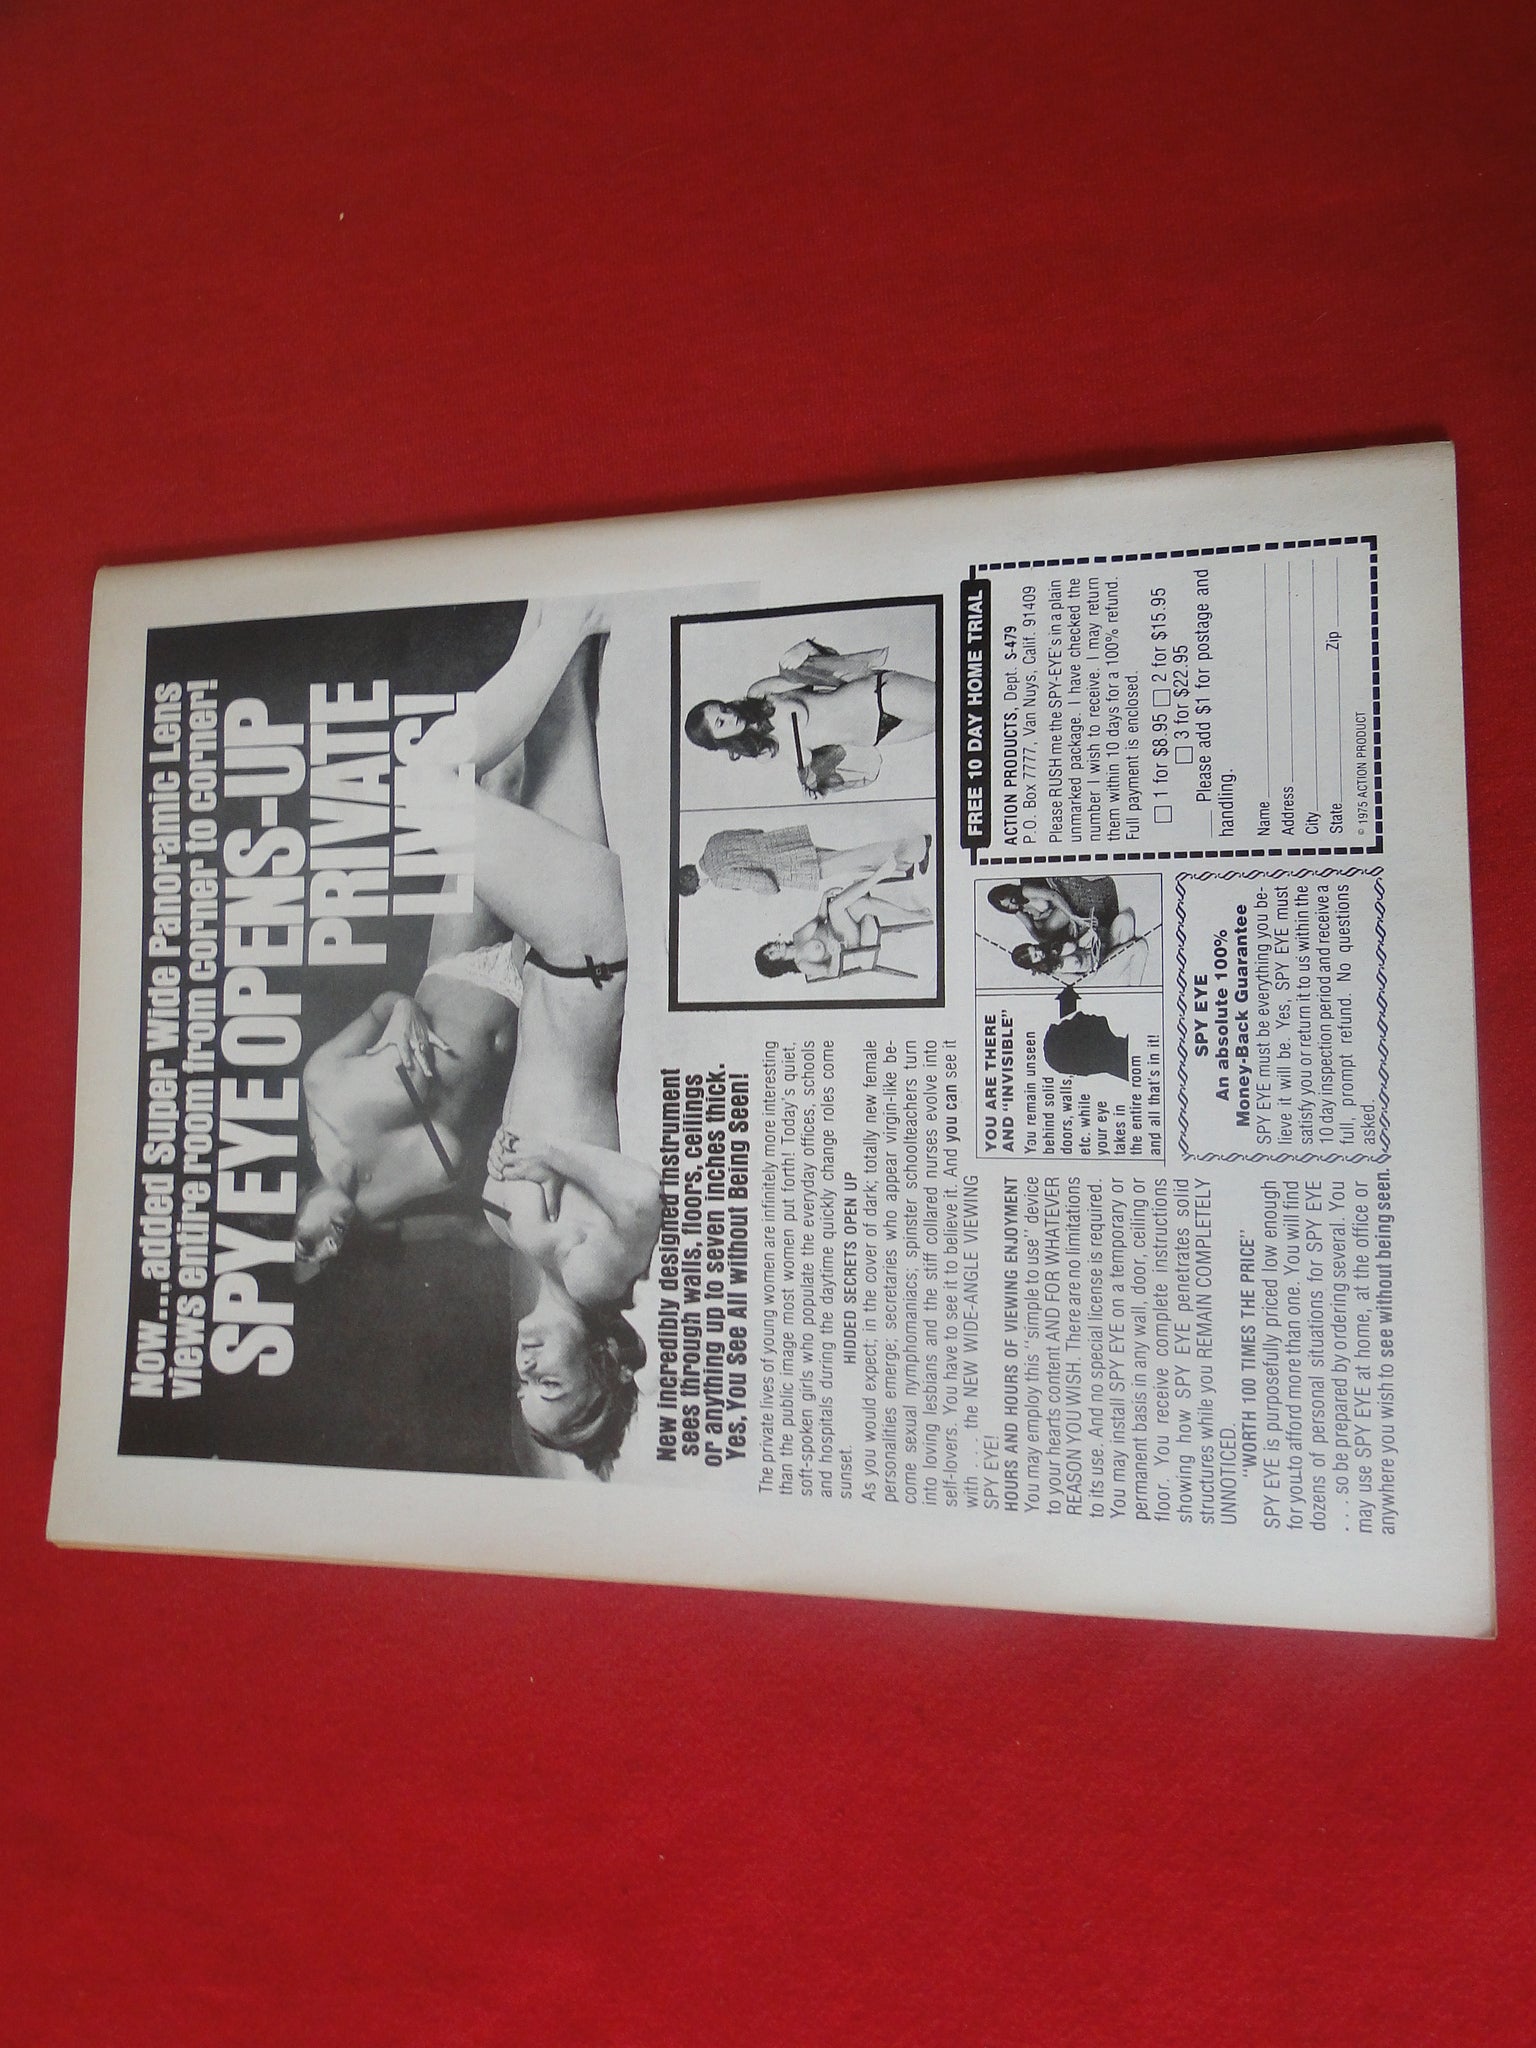 Now....added Super Wide Panoramic Lens
views entire room from corner to corner!
SPY EYE OPENS-UP
PRIVATE
LIVES!
New incredibly designed instrument
sees through walls, floors, ceilings
or anything up to seven inches thick.
Yes, You See All without Being Seen!
The private lives of young women are infinitely more interesting
than the public image most women put forth! Today's quiet,
soft-spoken girls who populate the everyday offices, schools
and hospitals during the daytime quickly change roles come
sunset.
HIDDED SECRETS OPEN UP
As you would expect; in the cover of dark; totally new female
personalities emerge; secretaries who appear virgin-like be-
come sexual nymphomaniacs; spinster schoolteachers turn
into loving lesbians and the stiff collared nurses evolve into
self-lovers. You have to see it to believe it. And you can see it
with . . . . the NEW WIDE-ANGLE VIEWING
SPY EYE!
HOURS AND HOURS OF VIEWING ENJOYMENT
You may employ this "simple to use" device
to your hearts content AND FOR WHATEVER
REASON YOU WISH. There are no limitations
to its use. And no special license is required.
You may install SPY EYE on a temporary or
permanent basis in any wall, door, ceiling or
floor. You receive complete instructions
showing how SPY EYE penetrates solid
structures while you REMAIN COMPLETELY
UNNOTICED.
"WORTH 100 TIMES THE PRICE"
SPY EYE is purposefully priced low enough
for you to afford more than one. You will find
dozens of personal situations for SPY EYE
. . . so be prepared by ordering several. You
may use SPY EYE at home, at the office or
anywhere you wish to see without being seen.
YOU ARE THERE
AND "INVISIBLE"
You remain unseen
behind solid
doors, walls,
etc. while
your eye
takes in
the entire room
and all that's in it!
SPY EYE
An absolute 100%
Money-Back Guarantee
SPY EYE must be everything you be-
lieve it will be. Yes, SPY EYE must
satisfy you or return it to us within the
10 day inspection period and receive a
full, prompt refund. No questions
asked.
FREE 10 DAY HOME TRIAL
ACTION PRODUCTS, Dept. S-479
P.O. Box 7777, Van Nuys, Calif. 91409
Please RUSH me the SPY-EYE's in a plain
unmarked package. I have checked the
number I wish to receive. I may return
them within 10 days for a 100% refund.
Full payment is enclosed.
1 for $8.95 2 for $15.95
3 for $22.95
Please add $1 for postage and
handling.
Name
Address
City
State Zip
© 1975 ACTION PRODUCT